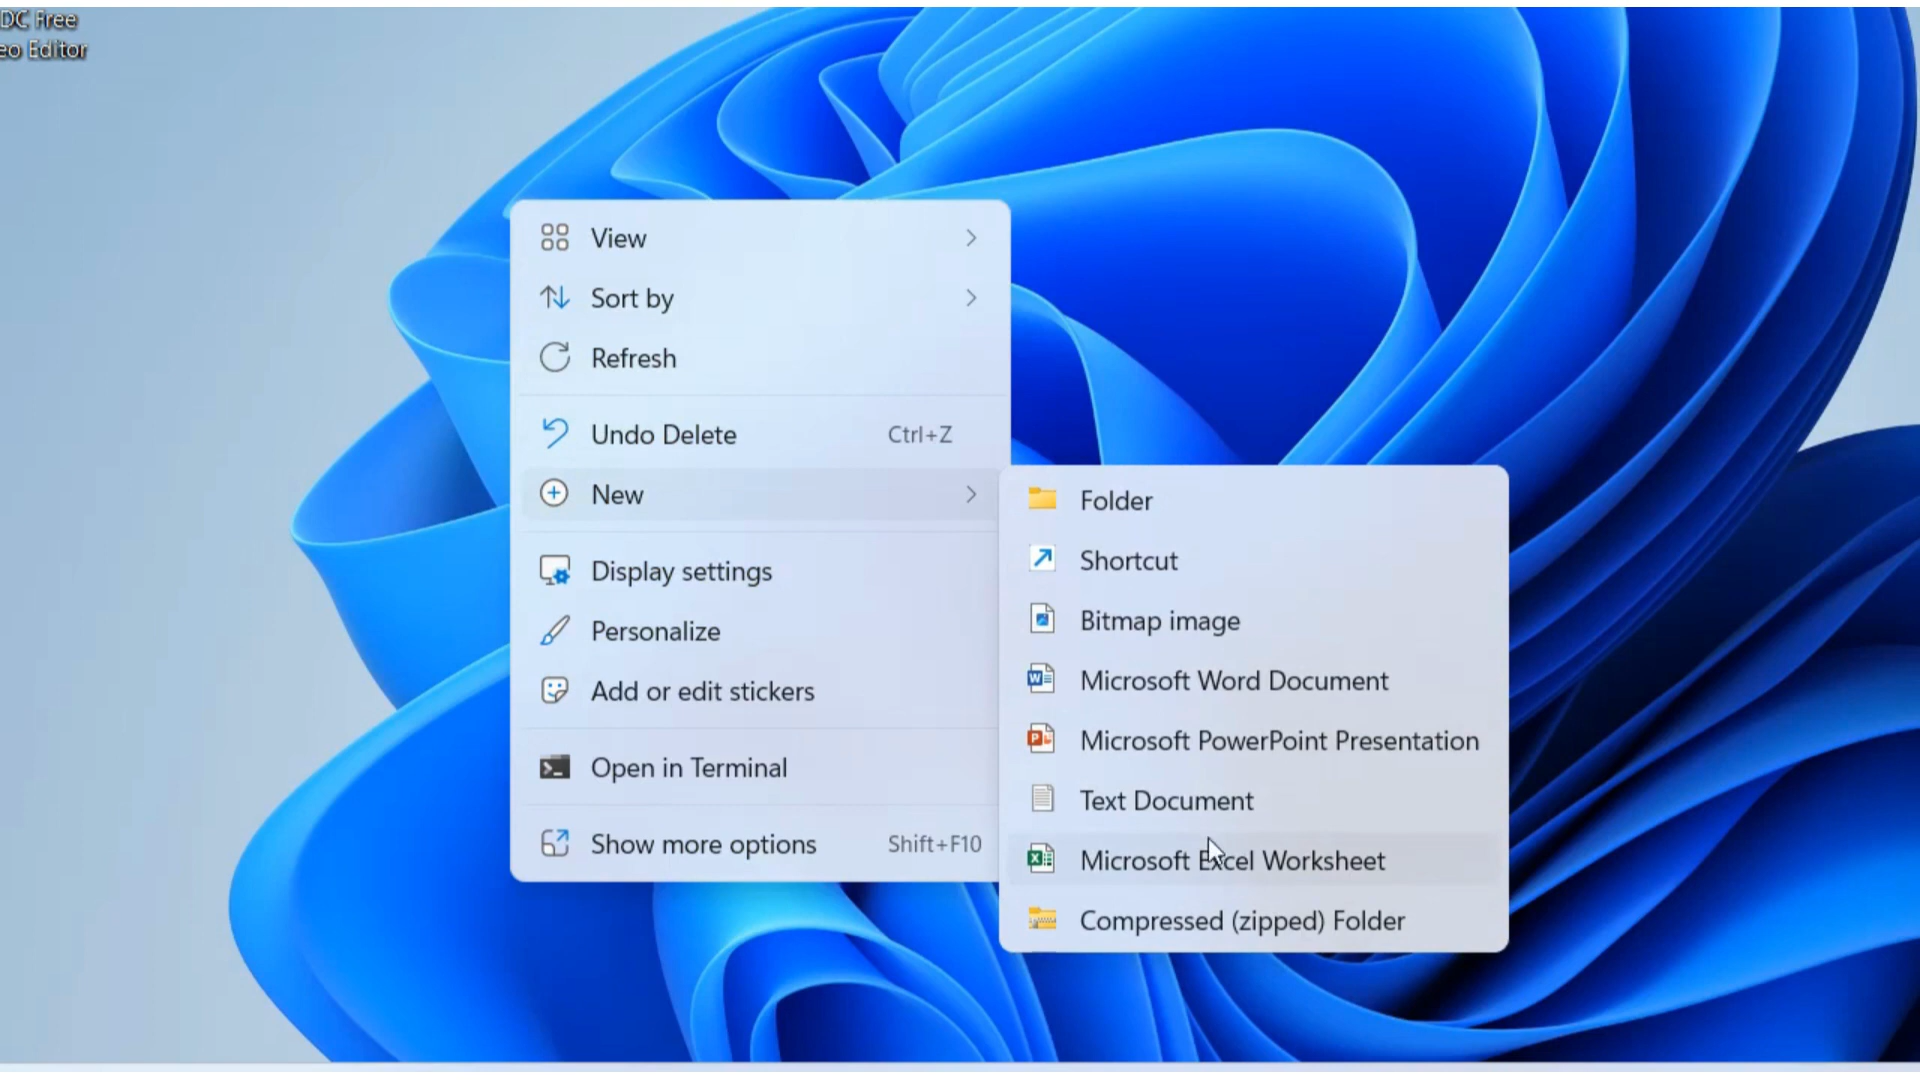 DC Free
eo Editor
View
Sort by
Refresh
Undo Delete Ctrl+Z
New
Display settings
Personalize
Add or edit stickers
Open in Terminal
Show more options Shift+F10
Folder
Shortcut
Bitmap image
Microsoft Word Document
Microsoft PowerPoint Presentation
Text Document
Microsoft Excel Worksheet
Compressed (zipped) Folder